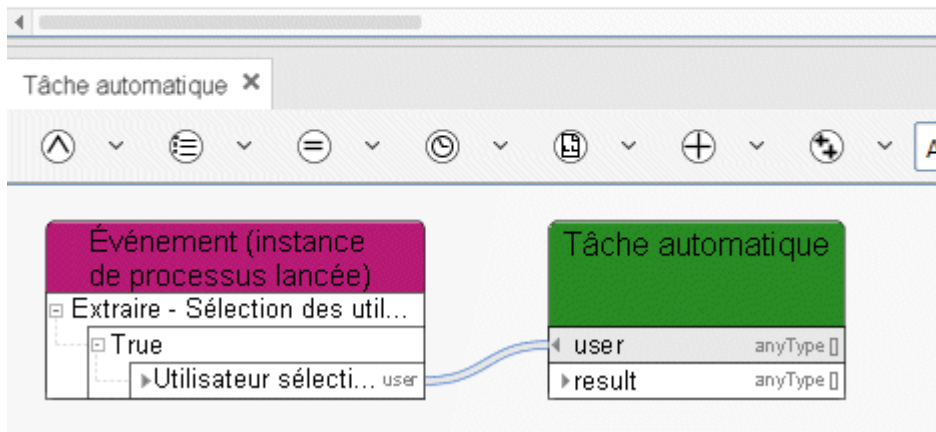 Tâche automatique
A
Événement (instance
de processus lancée)
Tâche automatique
Extraire - Sélection des util...
True
Utilisateur sélecti... user
user anyType []
result anyType []